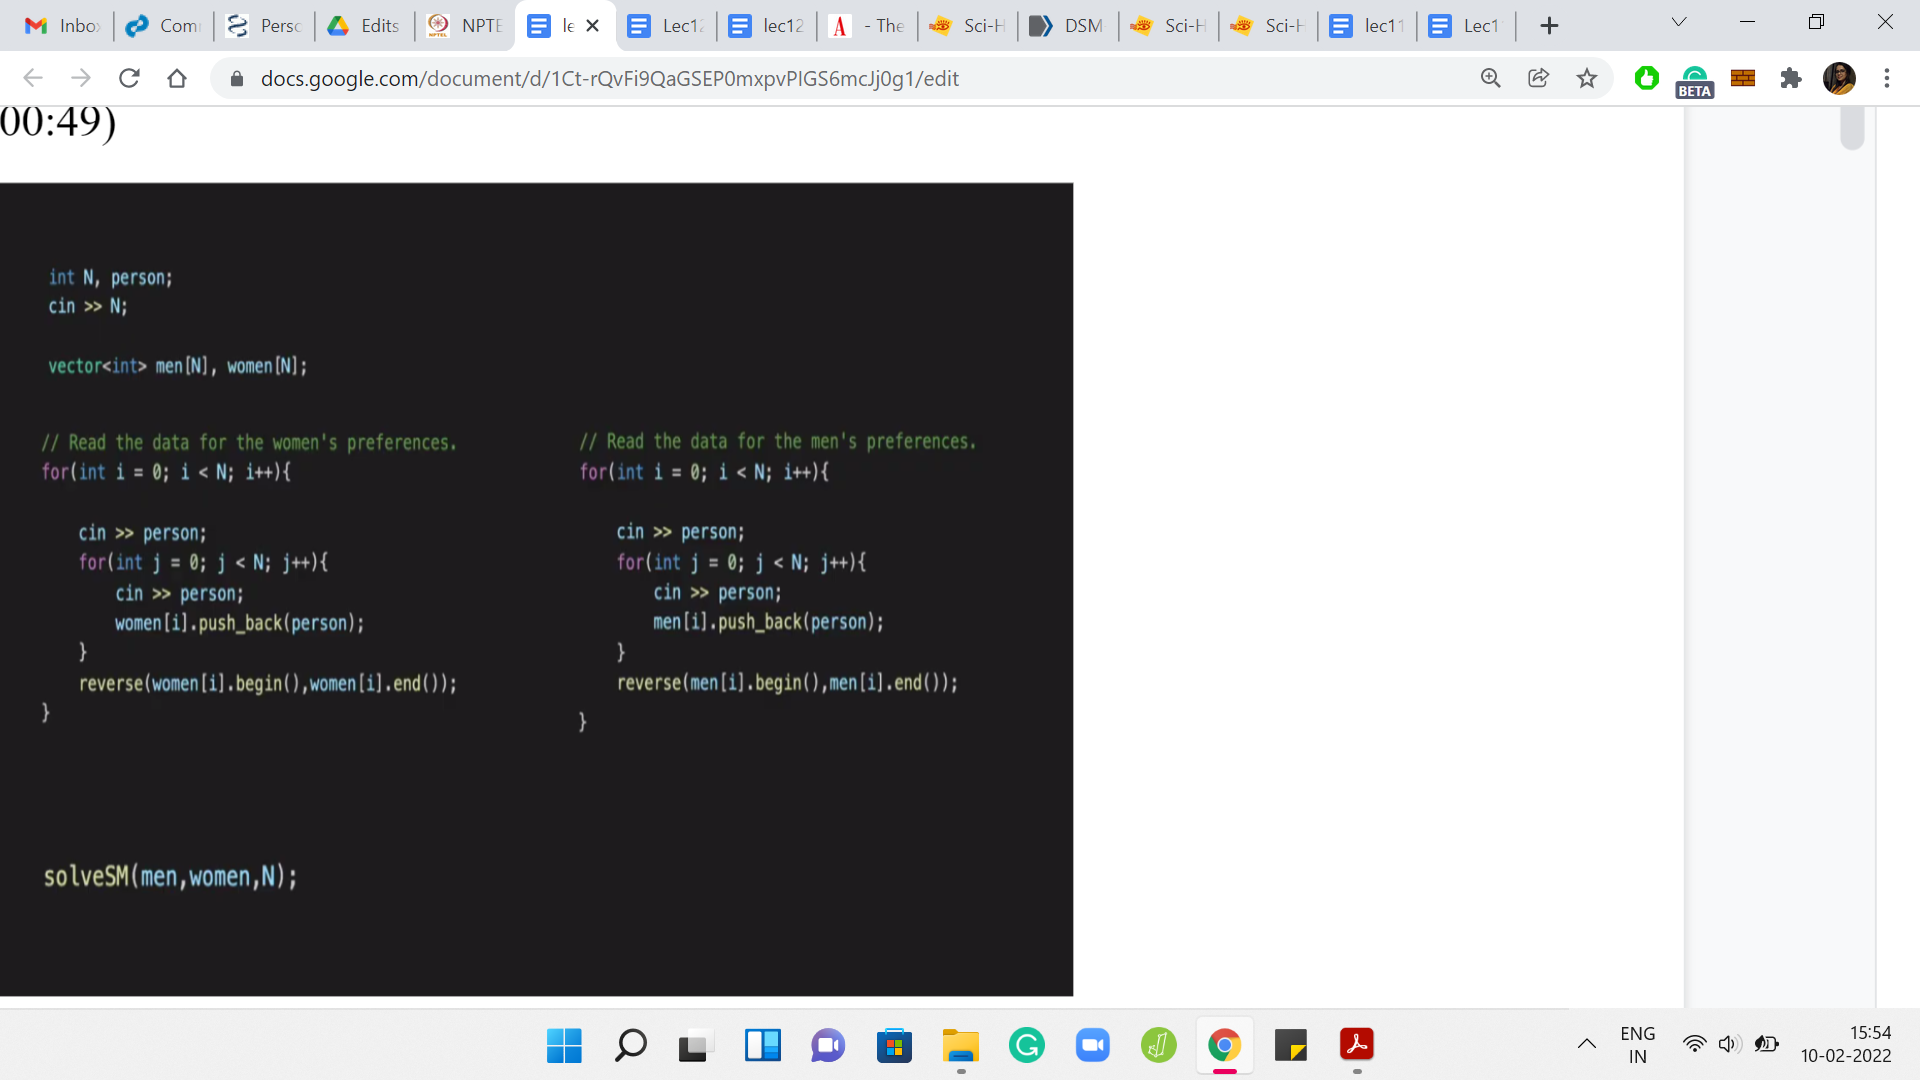 Inbo
Com
Perso
Edits
NPTE
le
Lec12
lec12
- The
Sci-H
DSM
Sci-H
Sci-H
lec11
Lec1
docs.google.com/document/d/1Ct-rQvFi9QaGSEP0mxpvPIGS6mcJj0g1/edit
BETA
00:49)
int N, person;
cin >> N;
vector<int> men[N], women[N];
// Read the data for the women's preferences.
for(int i = 0; i < N; i++){
cin >> person;
for(int j = 0; j < N; j++){
cin >> person;
women[i].push_back(person);
}
reverse(women[i].begin(),women[i].end());
}
// Read the data for the men's preferences.
for(int i = 0; i < N; i++){
cin >> person;
for(int j = 0; j < N; j++){
cin >> person;
men[i].push_back(person);
}
reverse(men[i].begin(),men[i].end());
}
solveSM(men,women,N);
ENG
IN
15:54
10-02-2022